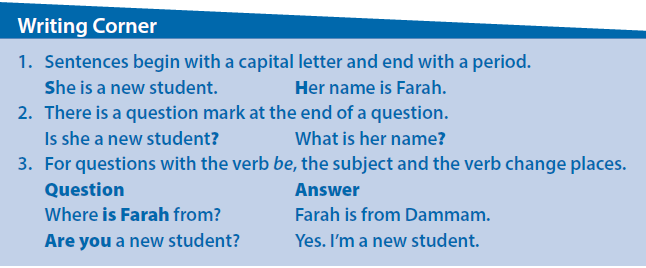 Writing Corner
1. Sentences begin with a capital letter and end with a period.
She is a new student. Her name is Farah.
2. There is a question mark at the end of a question.
Is she a new student? What is her name?
3. For questions with the verb be, the subject and the verb change places.
Question Answer
Where is Farah from? Farah is from Dammam.
Are you a new student? Yes. I'm a new student.